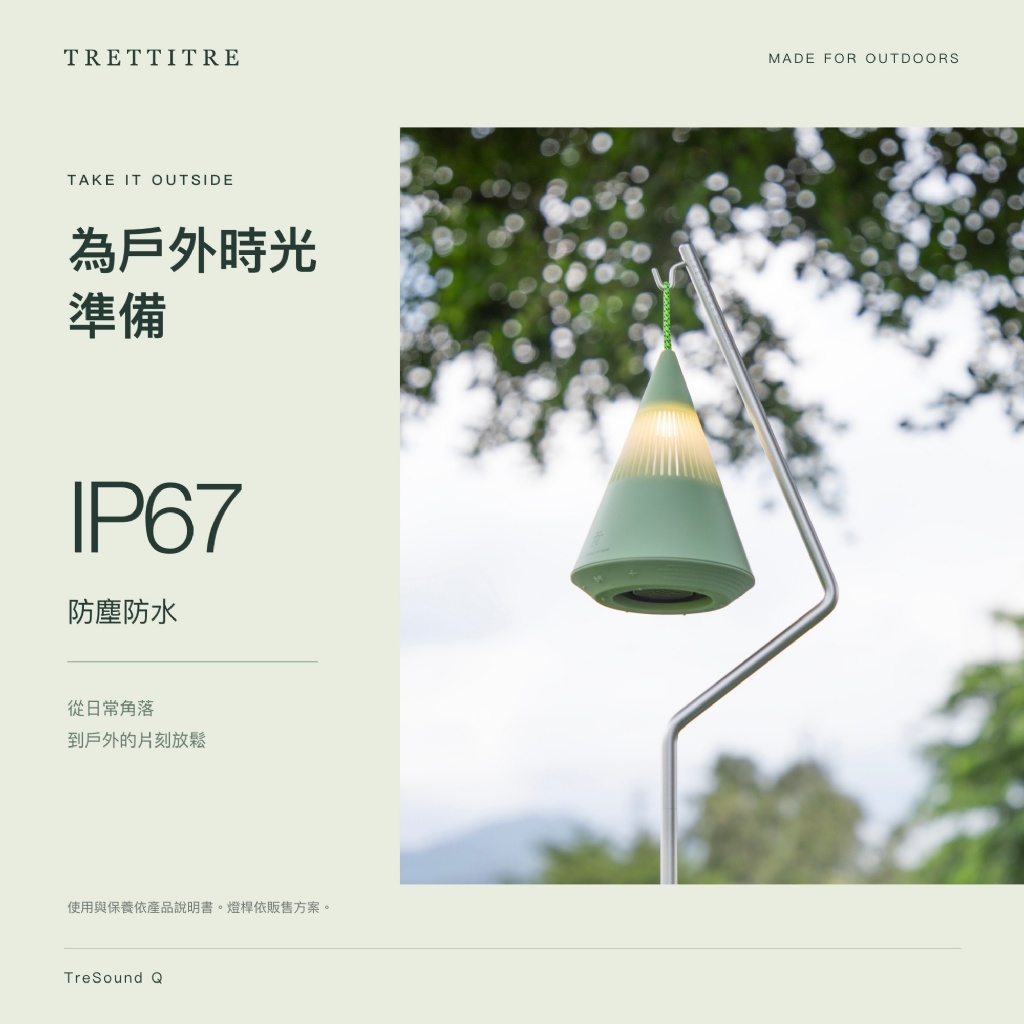 TRETTITRE
MADE FOR OUTDOORS
TAKE IT OUTSIDE
為戶外時光
準備
IP67
防塵防水
從日常角落
到戶外的片刻放鬆
使用與保養依產品說明書。燈桿依販售方案。
TreSound Q